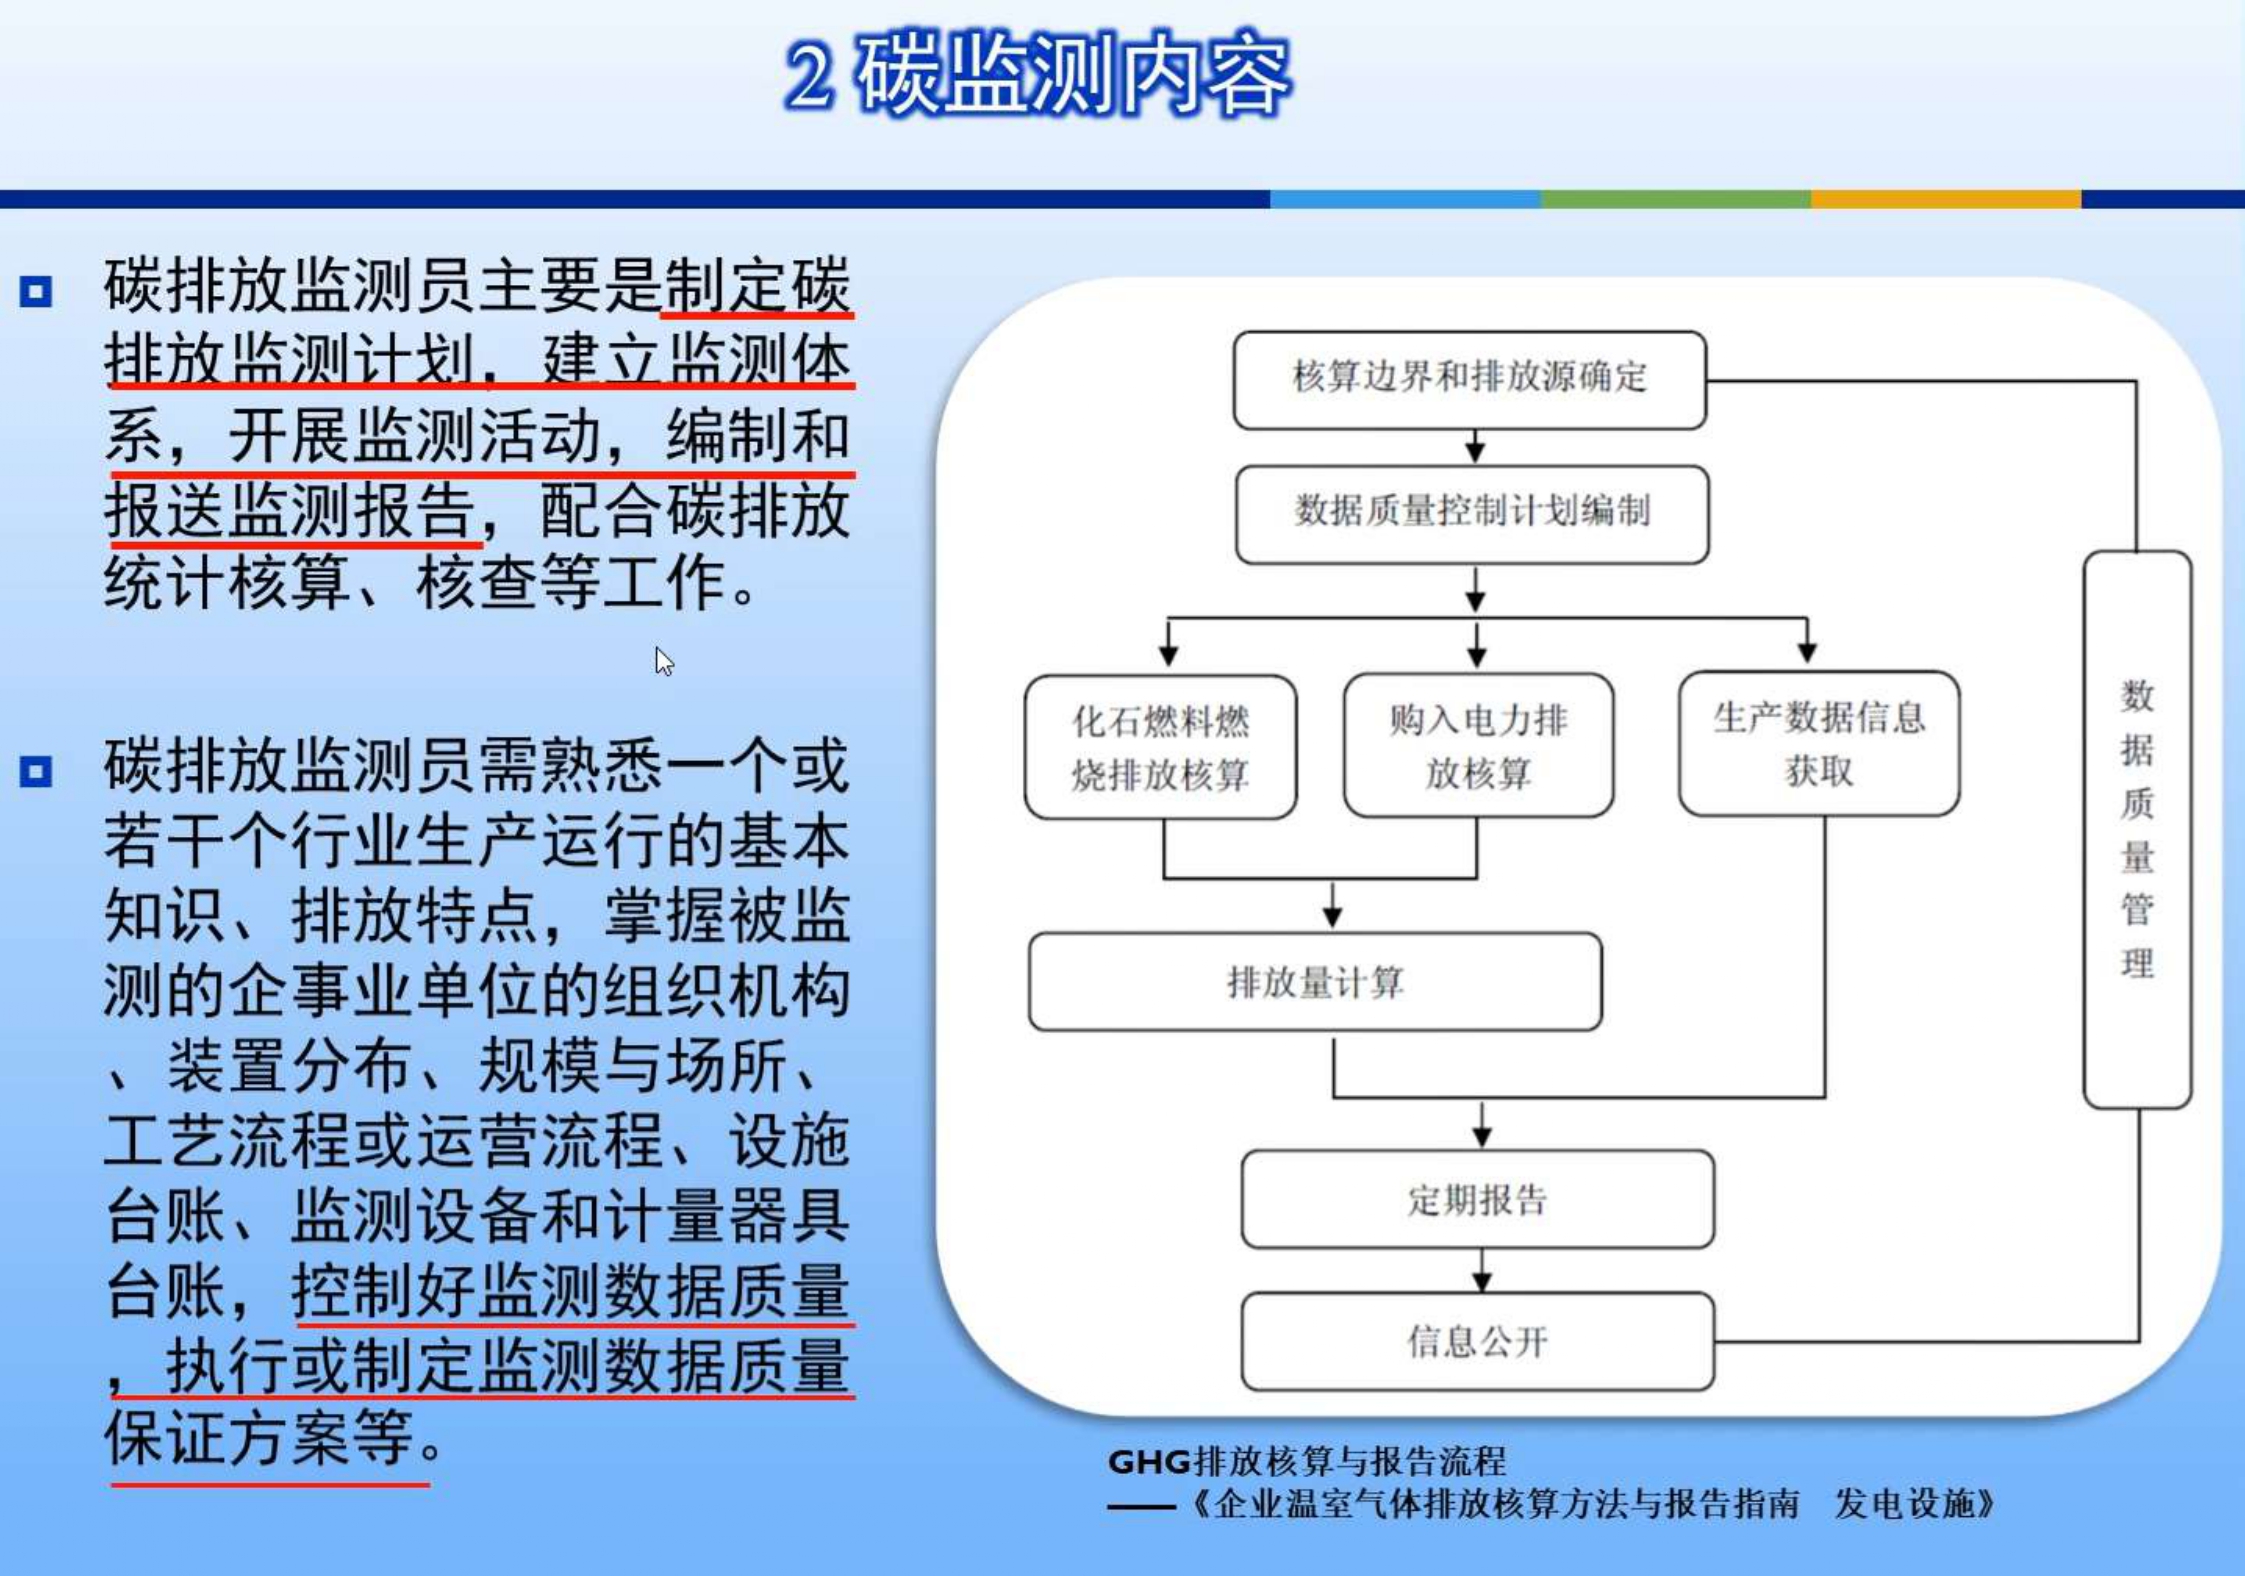 2 碳监测内容
碳排放监测员主要是制定碳
排放监测计划，建立监测体
系，开展监测活动，编制和
报送监测报告，配合碳排放
统计核算、核查等工作。
碳排放监测员需熟悉一个或
若干个行业生产运行的基本
知识、排放特点，掌握被监
测的企事业单位的组织机构
、装置分布、规模与场所、
工艺流程或运营流程、设施
台账、监测设备和计量器具
台账，控制好监测数据质量
，执行或制定监测数据质量
保证方案等。
核算边界和排放源确定
数据质量控制计划编制
化石燃料燃
烧排放核算
购入电力排
放核算
生产数据信息
获取
排放量计算
定期报告
信息公开
数
据
质
量
管
理
GHG排放核算与报告流程
——《企业温室气体排放核算方法与报告指南　发电设施》